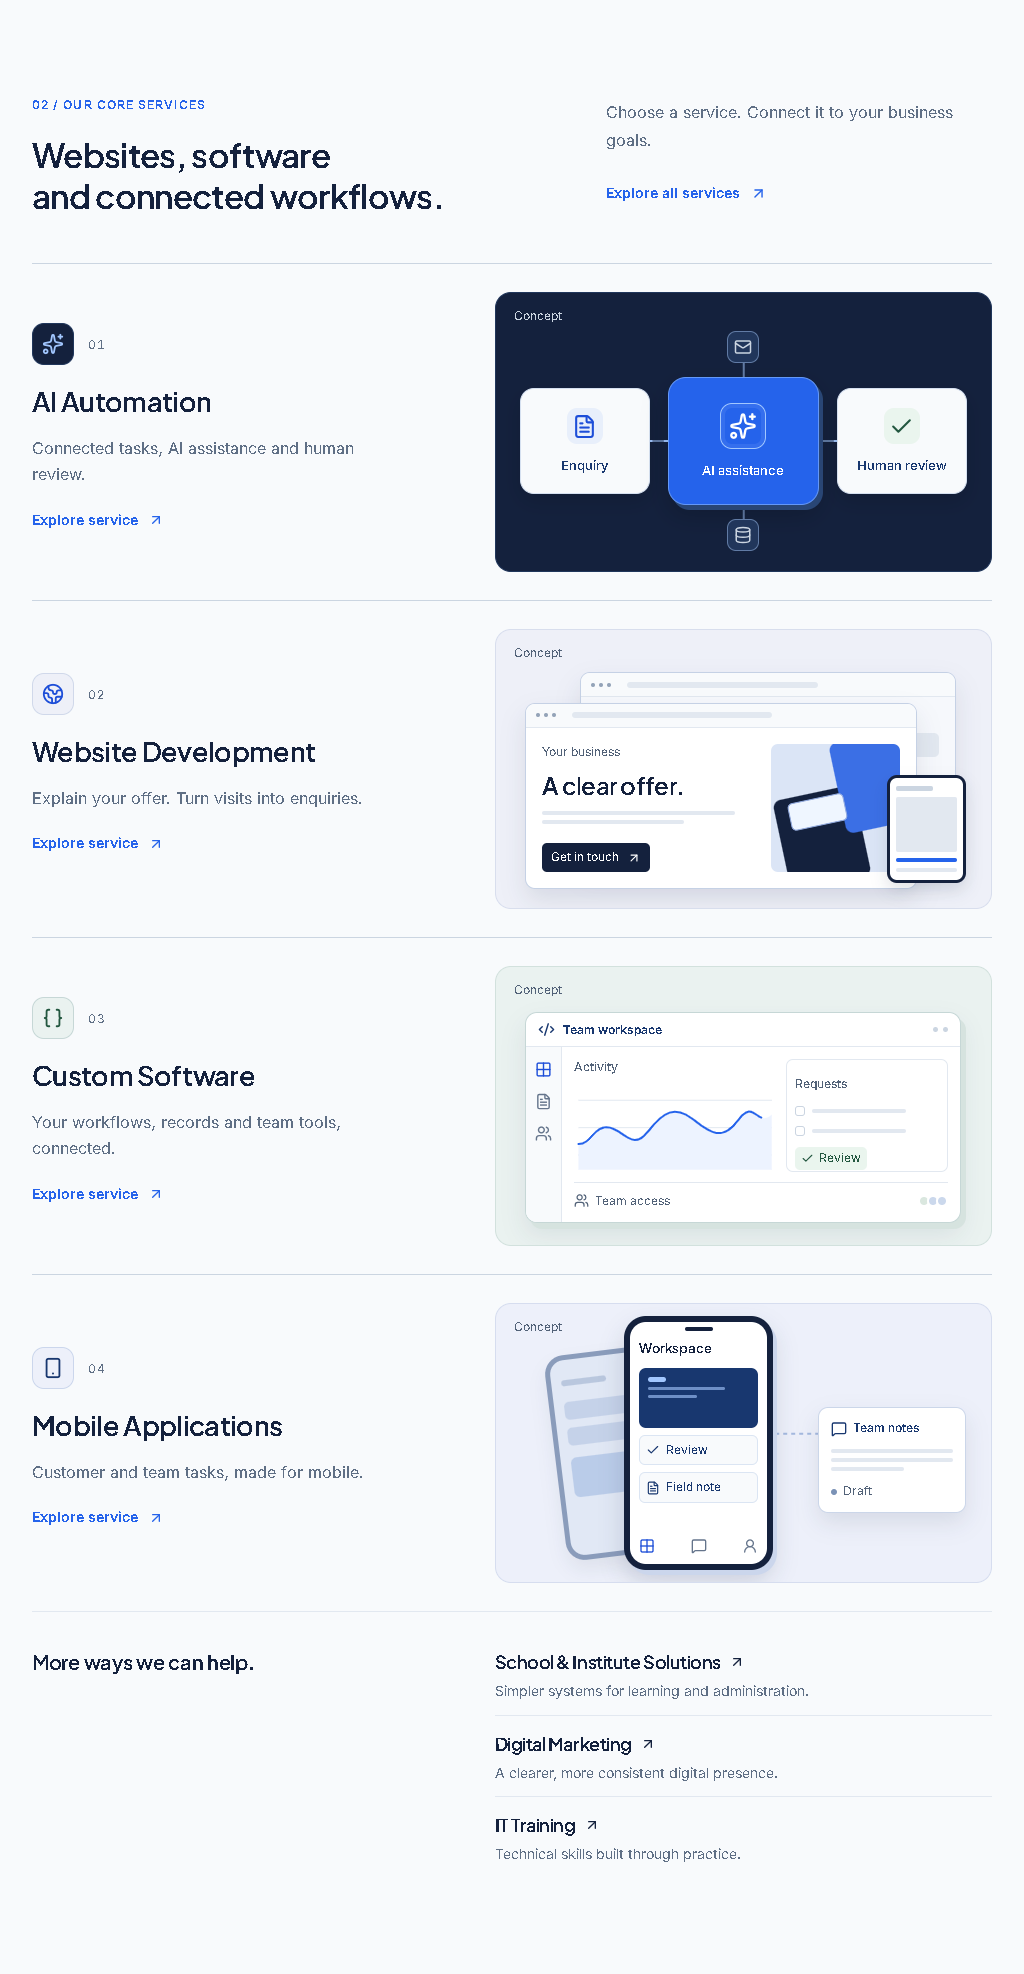 02 / OUR CORE SERVICES
Websites, software
and connected workflows.
Choose a service. Connect it to your business
goals.
Explore all services
01
AI Automation
Connected tasks, AI assistance and human
review.
Explore service
Concept
Enquiry
AI assistance
Human review
02
Website Development
Explain your offer. Turn visits into enquiries.
Explore service
Concept
Your business
A clear offer.
Get in touch
03
Custom Software
Your workflows, records and team tools,
connected.
Explore service
Concept
Team workspace
Activity
Requests
Review
Team access
04
Mobile Applications
Customer and team tasks, made for mobile.
Explore service
Concept
Workspace
Review
Field note
Team notes
Draft
More ways we can help.
School & Institute Solutions
Simpler systems for learning and administration.
Digital Marketing
A clearer, more consistent digital presence.
IT Training
Technical skills built through practice.